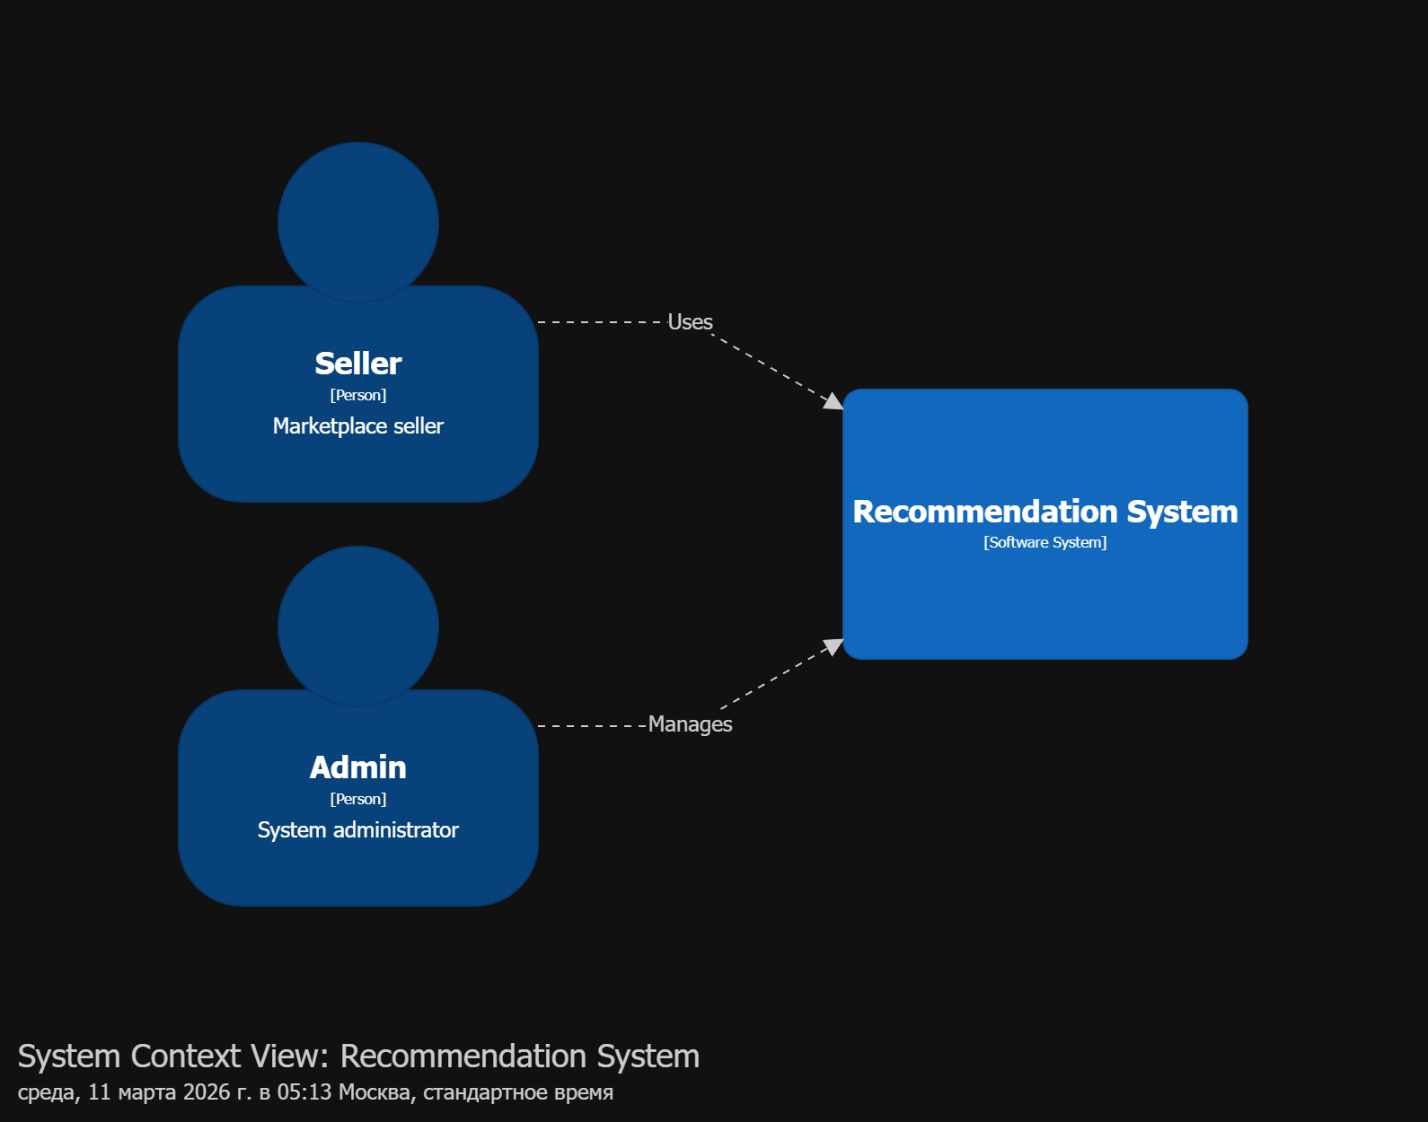 Seller
[Person]
Marketplace seller
Uses
Recommendation System
[Software System]
Admin
[Person]
System administrator
Manages
System Context View: Recommendation System
среда, 11 марта 2026 г. в 05:13 Москва, стандартное время